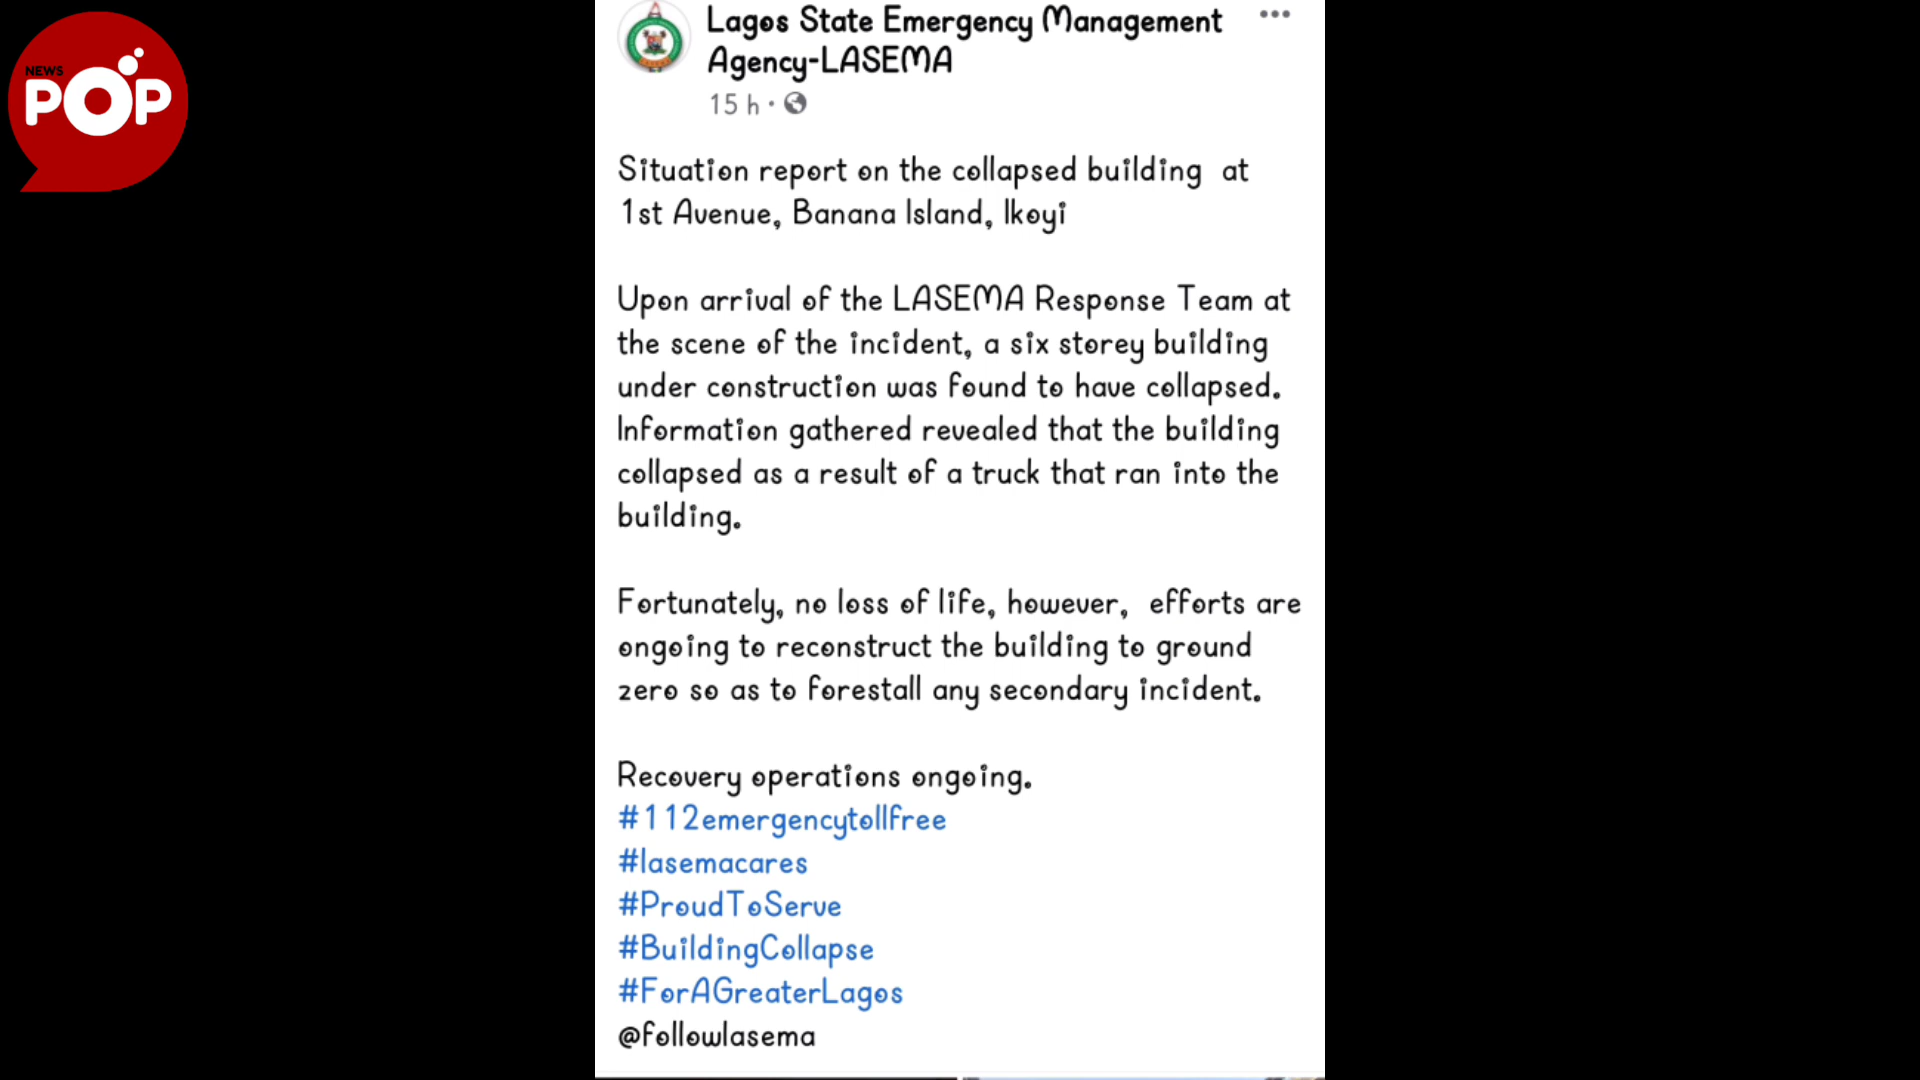 NEWS
POP
Lagos State Emergency Management
Agency-LASEMA
15 h ·
Situation report on the collapsed building at
1st Avenue, Banana Island, Ikoyi
Upon arrival of the LASEMA Response Team at
the scene of the incident, a six storey building
under construction was found to have collapsed.
Information gathered revealed that the building
collapsed as a result of a truck that ran into the
building.
Fortunately, no loss of life, however, efforts are
ongoing to reconstruct the building to ground
zero so as to forestall any secondary incident.
Recovery operations ongoing.
#112emergencytollfree
#lasemacares
#ProudToServe
#BuildingCollapse
#ForAGreaterLagos
@followlasema